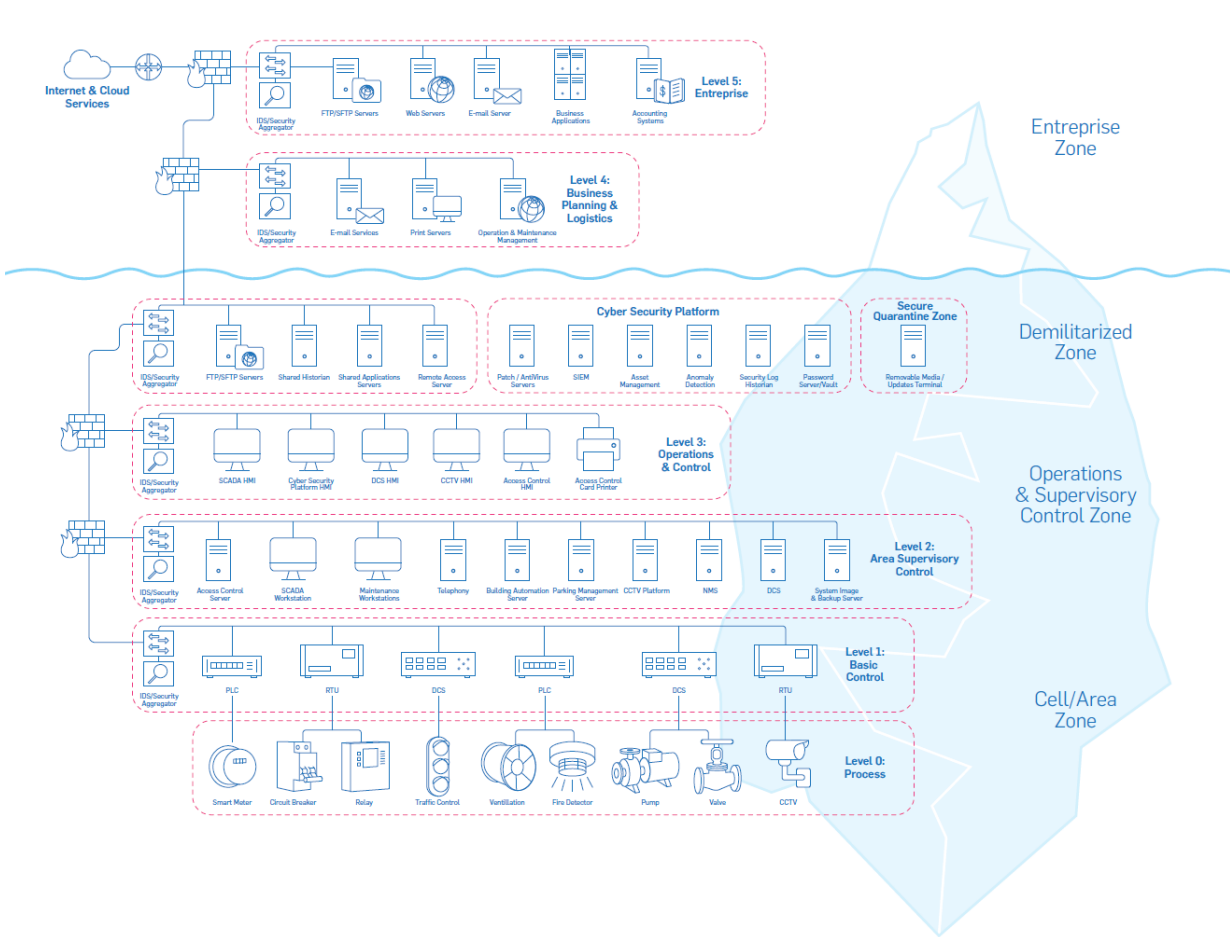 Internet & Cloud
Services
IDS/Security
Aggregator
FTP/SFTP Servers
Web Servers
E-mail Server
Business
Applications
$
Accounting
Systems
Level 5:
Entreprise
Entreprise
Zone
IDS/Security
Aggregator
E-mail Services
Print Servers
Operation & Maintenance
Management
Level 4:
Business
Planning &
Logistics
IDS/Security
Aggregator
FTP/SFTP Servers
Shared Historian
Shared Applications
Servers
Remote Access
Server
Cyber Security Platform
Patch / AntiVirus
Servers
SIEM
Asset
Management
Anomaly
Detection
Security Log
Historian
Password
Server/Vault
Secure
Quarantine Zone
Removable Media /
Updates Terminal
Demilitarized
Zone
IDS/Security
Aggregator
SCADA HMI
Cyber Security
Platform HMI
DCS HMI
CCTV HMI
Access Control
HMI
Access Control
Card Printer
Level 3:
Operations
& Control
Operations
& Supervisory
Control Zone
IDS/Security
Aggregator
Access Control
Server
SCADA
Workstation
Maintenance
Workstations
Telephony
Building Automation
Server
Parking Management
Server
CCTV Platform
NMS
DCS
System Image
& Backup Server
Level 2:
Area Supervisory
Control
IDS/Security
Aggregator
PLC
RTU
DCS
PLC
DCS
RTU
Level 1:
Basic
Control
Cell/Area
Zone
Smart Meter
Circuit Breaker
Relay
Traffic Control
Ventillation
Fire Detector
Pump
Valve
CCTV
Level 0:
Process